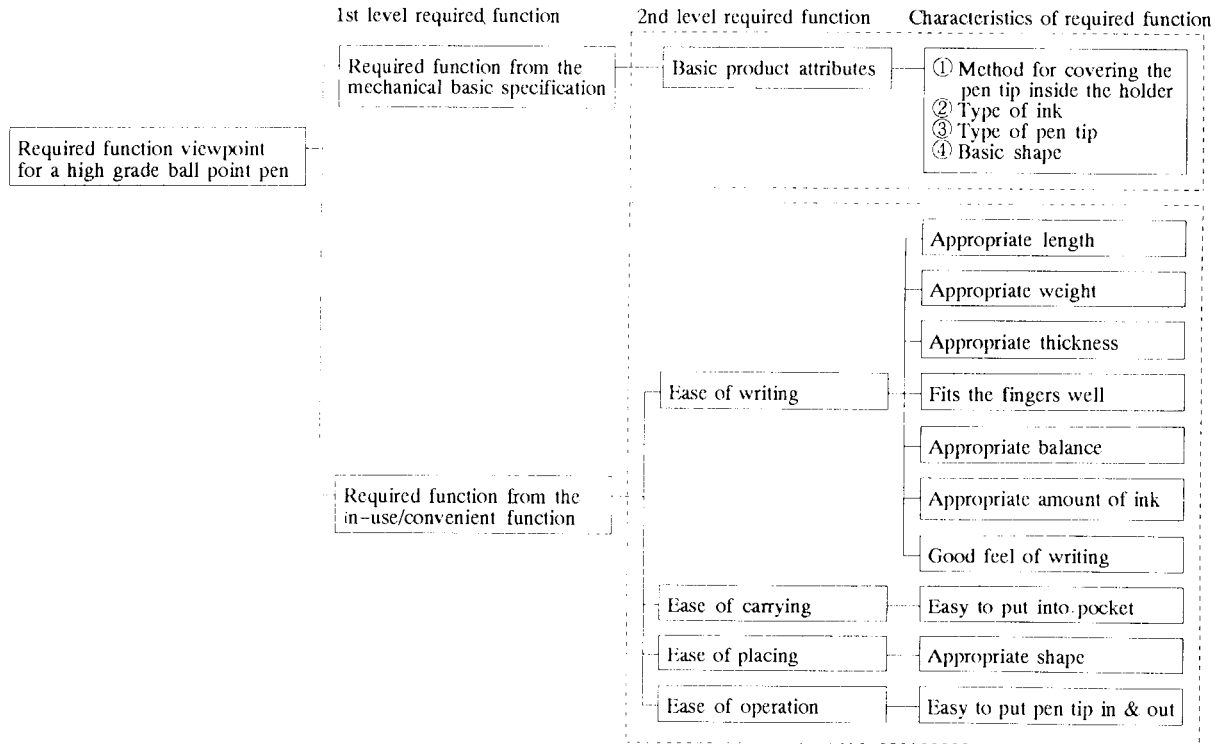 1st level required function
2nd level required function
Characteristics of required function
Required function viewpoint
for a high grade ball point pen
Required function from the
mechanical basic specification
Basic product attributes
① Method for covering the
pen tip inside the holder
② Type of ink
③ Type of pen tip
④ Basic shape
Required function from the
in-use/convenient function
Ease of writing
Appropriate length
Appropriate weight
Appropriate thickness
Fits the fingers well
Appropriate balance
Appropriate amount of ink
Good feel of writing
Ease of carrying
Easy to put into pocket
Ease of placing
Appropriate shape
Ease of operation
Easy to put pen tip in & out